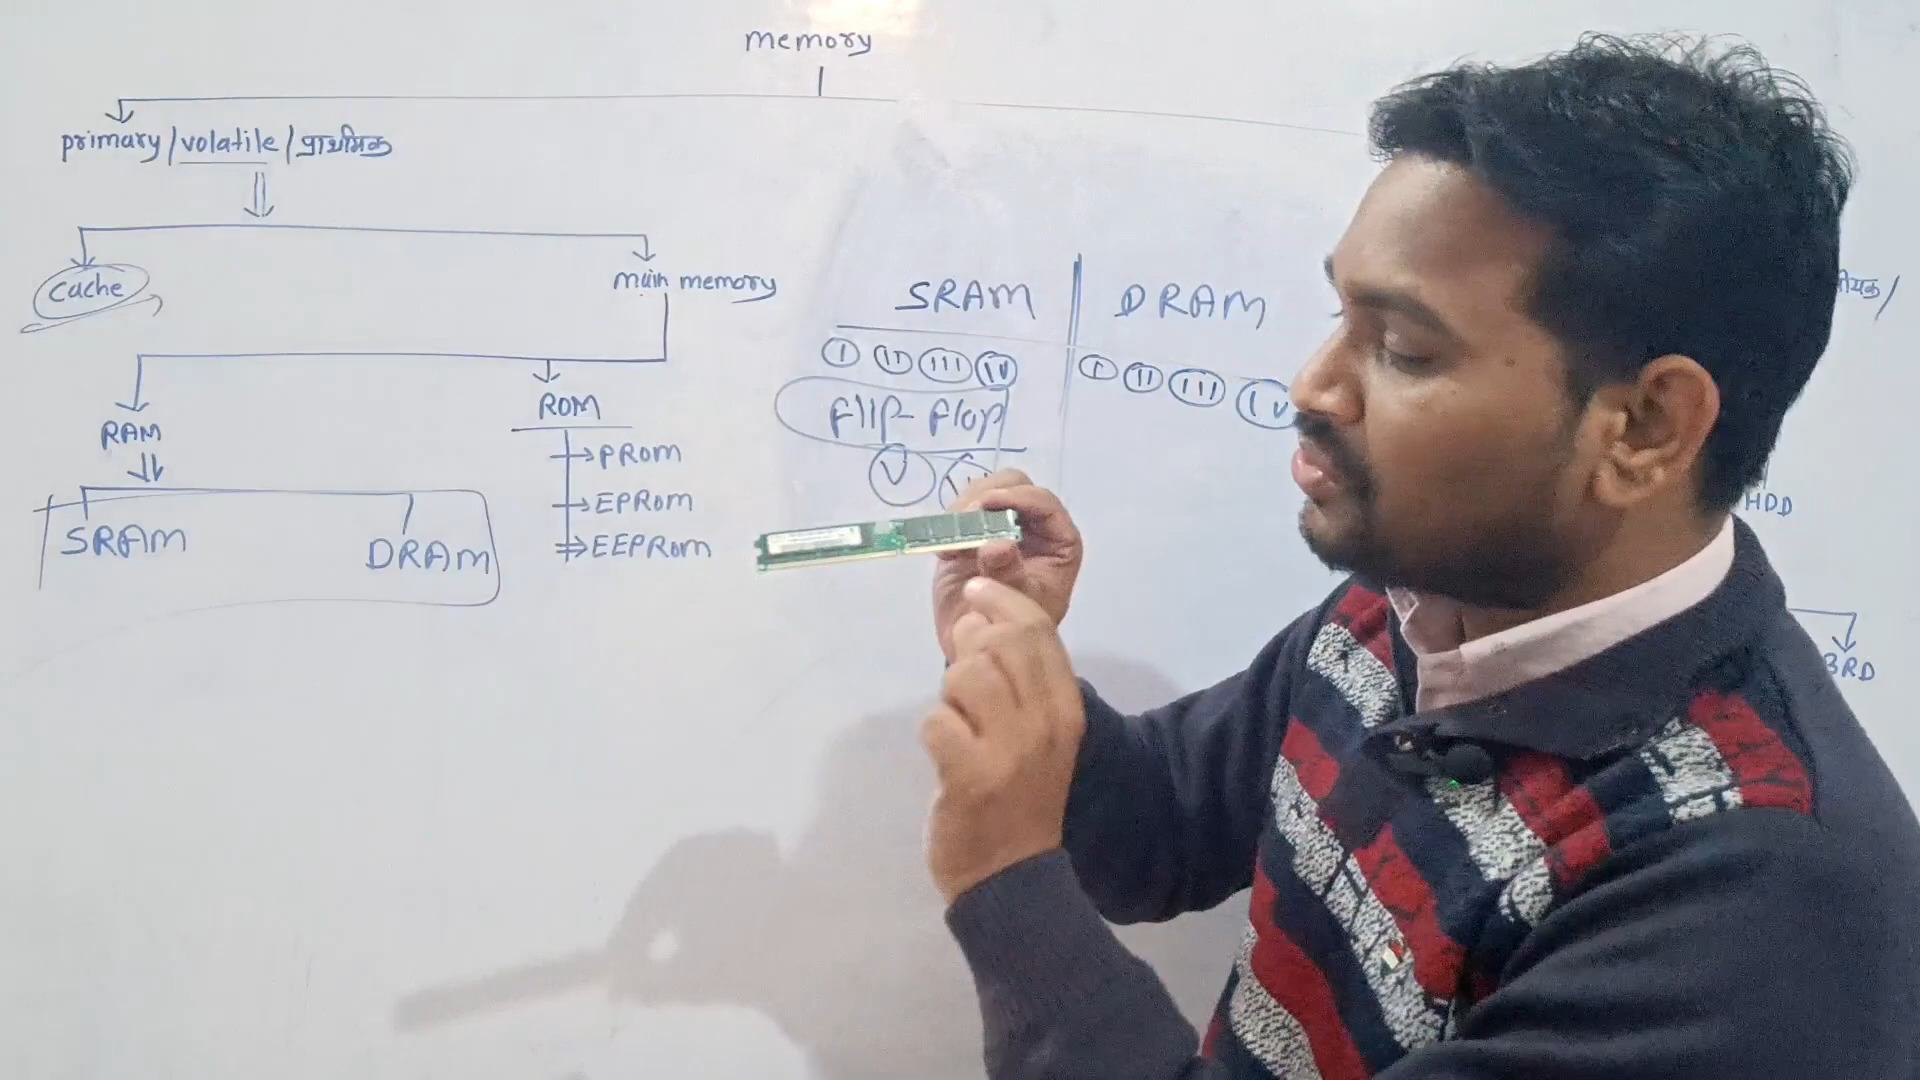 memory
primary/volatile/प्राथमिक
cache
main memory
RAM
ROM
PROM
EPROM
EEPROM
SRAM
DRAM
SRAM
DRAM
I II III IV
I II III IV
flip-flop
V
HDD
BRD